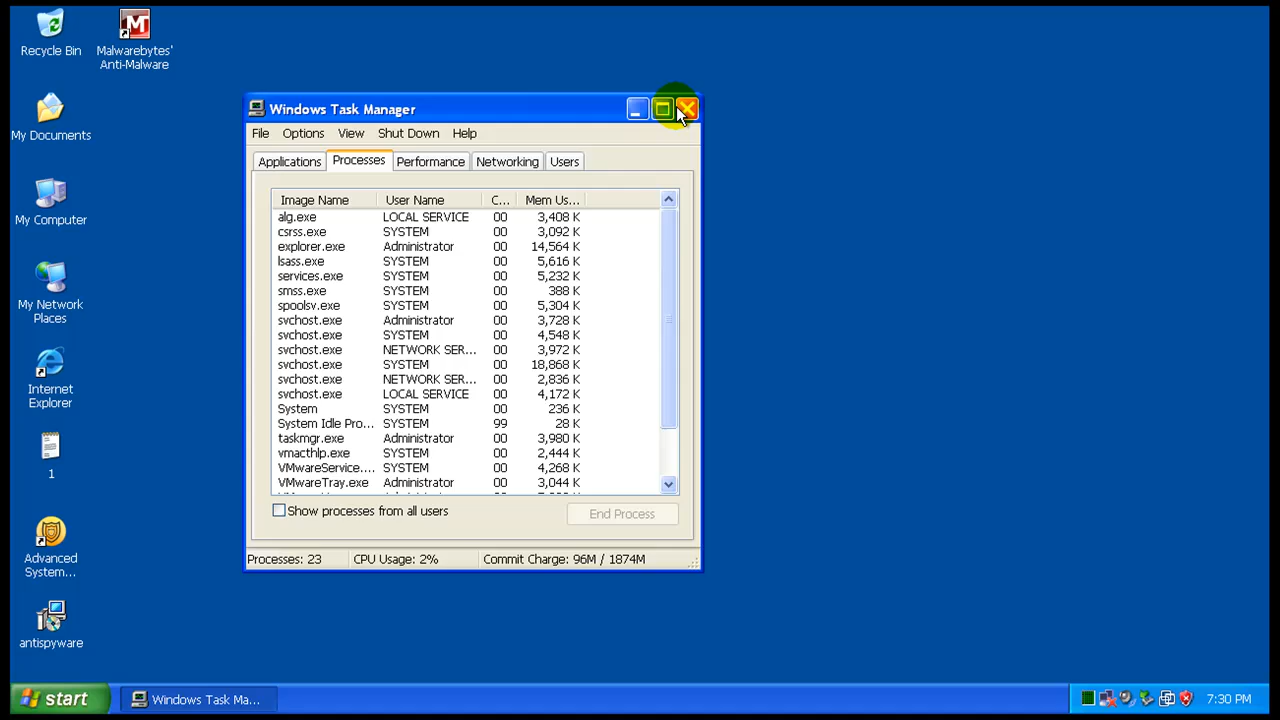 Recycle Bin
Malwarebytes'
Anti-Malware
My Documents
My Computer
My Network
Places
Internet
Explorer
1
Advanced
System...
antispyware
Windows Task Manager
File Options View Shut Down Help
Applications Processes Performance Networking Users
Image Name User Name C... Mem Us...
alg.exe LOCAL SERVICE 00 3,408 K
csrss.exe SYSTEM 00 3,092 K
explorer.exe Administrator 00 14,564 K
lsass.exe SYSTEM 00 5,616 K
services.exe SYSTEM 00 5,232 K
smss.exe SYSTEM 00 388 K
spoolsv.exe SYSTEM 00 5,304 K
svchost.exe Administrator 00 3,728 K
svchost.exe SYSTEM 00 4,548 K
svchost.exe NETWORK SER... 00 3,972 K
svchost.exe SYSTEM 00 18,868 K
svchost.exe NETWORK SER... 00 2,836 K
svchost.exe LOCAL SERVICE 00 4,172 K
System SYSTEM 00 236 K
System Idle Pro... SYSTEM 99 28 K
taskmgr.exe Administrator 00 3,980 K
vmacthlp.exe SYSTEM 00 2,444 K
VMwareService.... SYSTEM 00 4,268 K
VMwareTray.exe Administrator 00 3,044 K
Show processes from all users
End Process
Processes: 23 CPU Usage: 2% Commit Charge: 96M / 1874M
start
Windows Task Ma...
7:30 PM